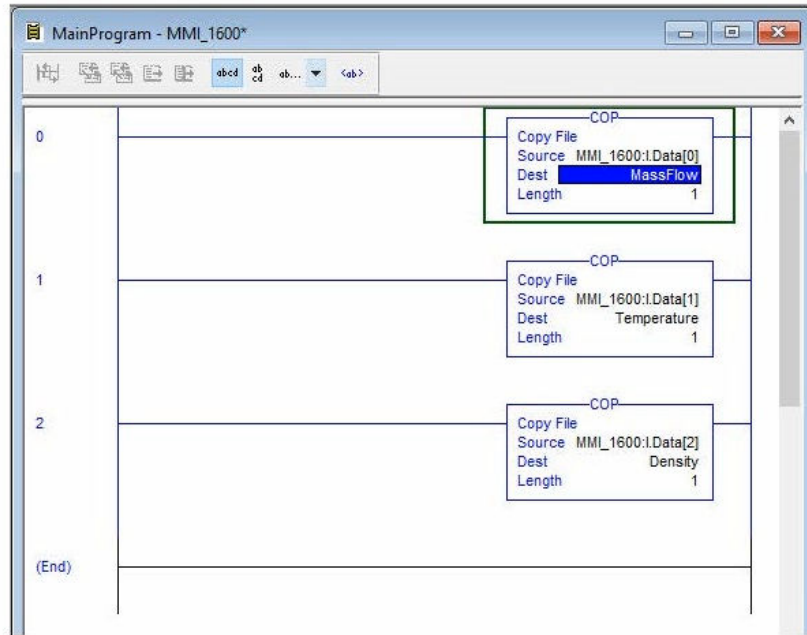 MainProgram - MMI_1600*
abcd ab cd ab... <ab>
0
COP
Copy File
Source MMI_1600:I.Data[0]
Dest MassFlow
Length 1
1
COP
Copy File
Source MMI_1600:I.Data[1]
Dest Temperature
Length 1
2
COP
Copy File
Source MMI_1600:I.Data[2]
Dest Density
Length 1
(End)